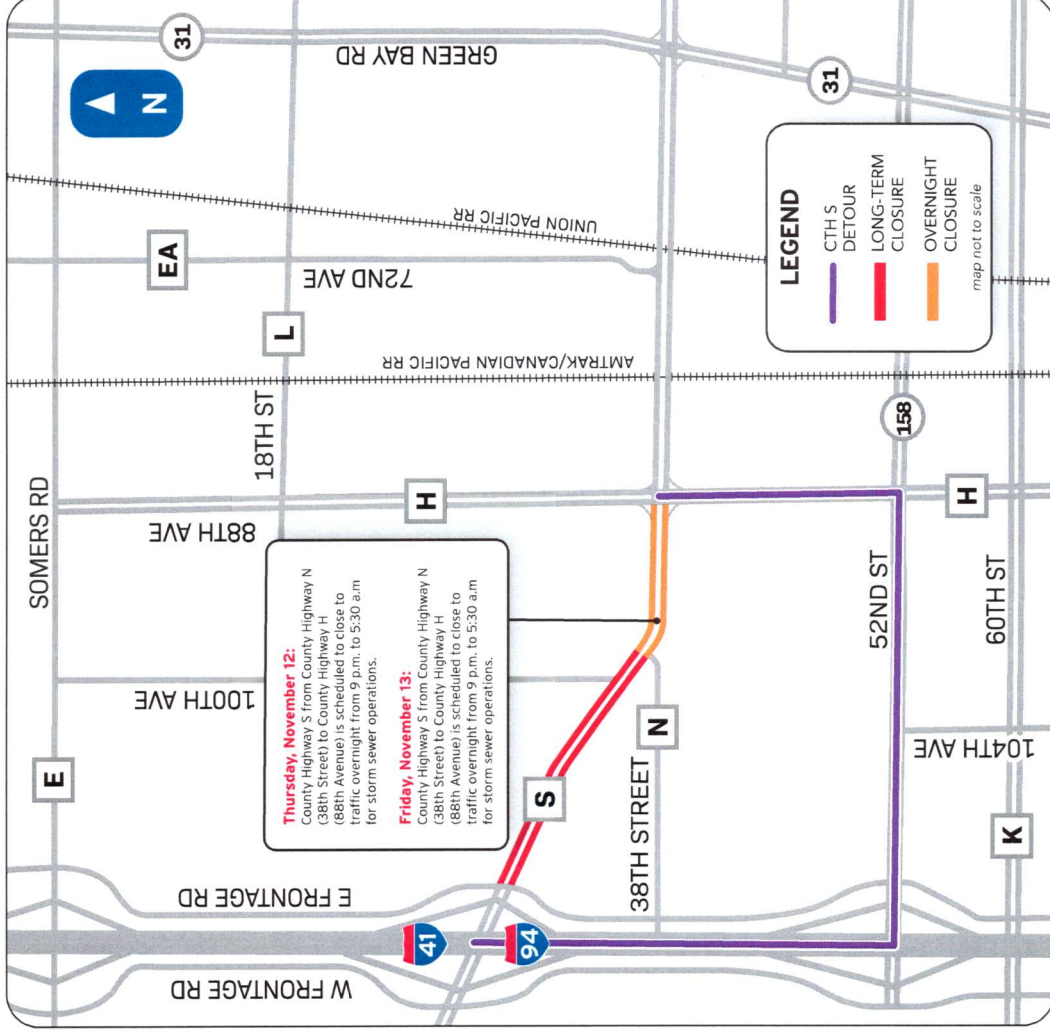 SOMERS RD
E
31
N
EA
L
18TH ST
100TH AVE
88TH AVE
72ND AVE
GREEN BAY RD
E FRONTAGE RD
W FRONTAGE RD
41
94
H
AMTRAK/CANADIAN PACIFIC RR
UNION PACIFIC RR
Thursday, November 12:
County Highway S from County Highway N
(38th Street) to County Highway H
(88th Avenue) is scheduled to close to
traffic overnight from 9 p.m. to 5:30 a.m
for storm sewer operations.
Friday, November 13:
County Highway S from County Highway N
(38th Street) to County Highway H
(88th Avenue) is scheduled to close to
traffic overnight from 9 p.m. to 5:30 a.m
for storm sewer operations.
S
38TH STREET
N
52ND ST
158
31
104TH AVE
H
K
60TH ST
LEGEND
CTH S
DETOUR
LONG-TERM
CLOSURE
OVERNIGHT
CLOSURE
map not to scale